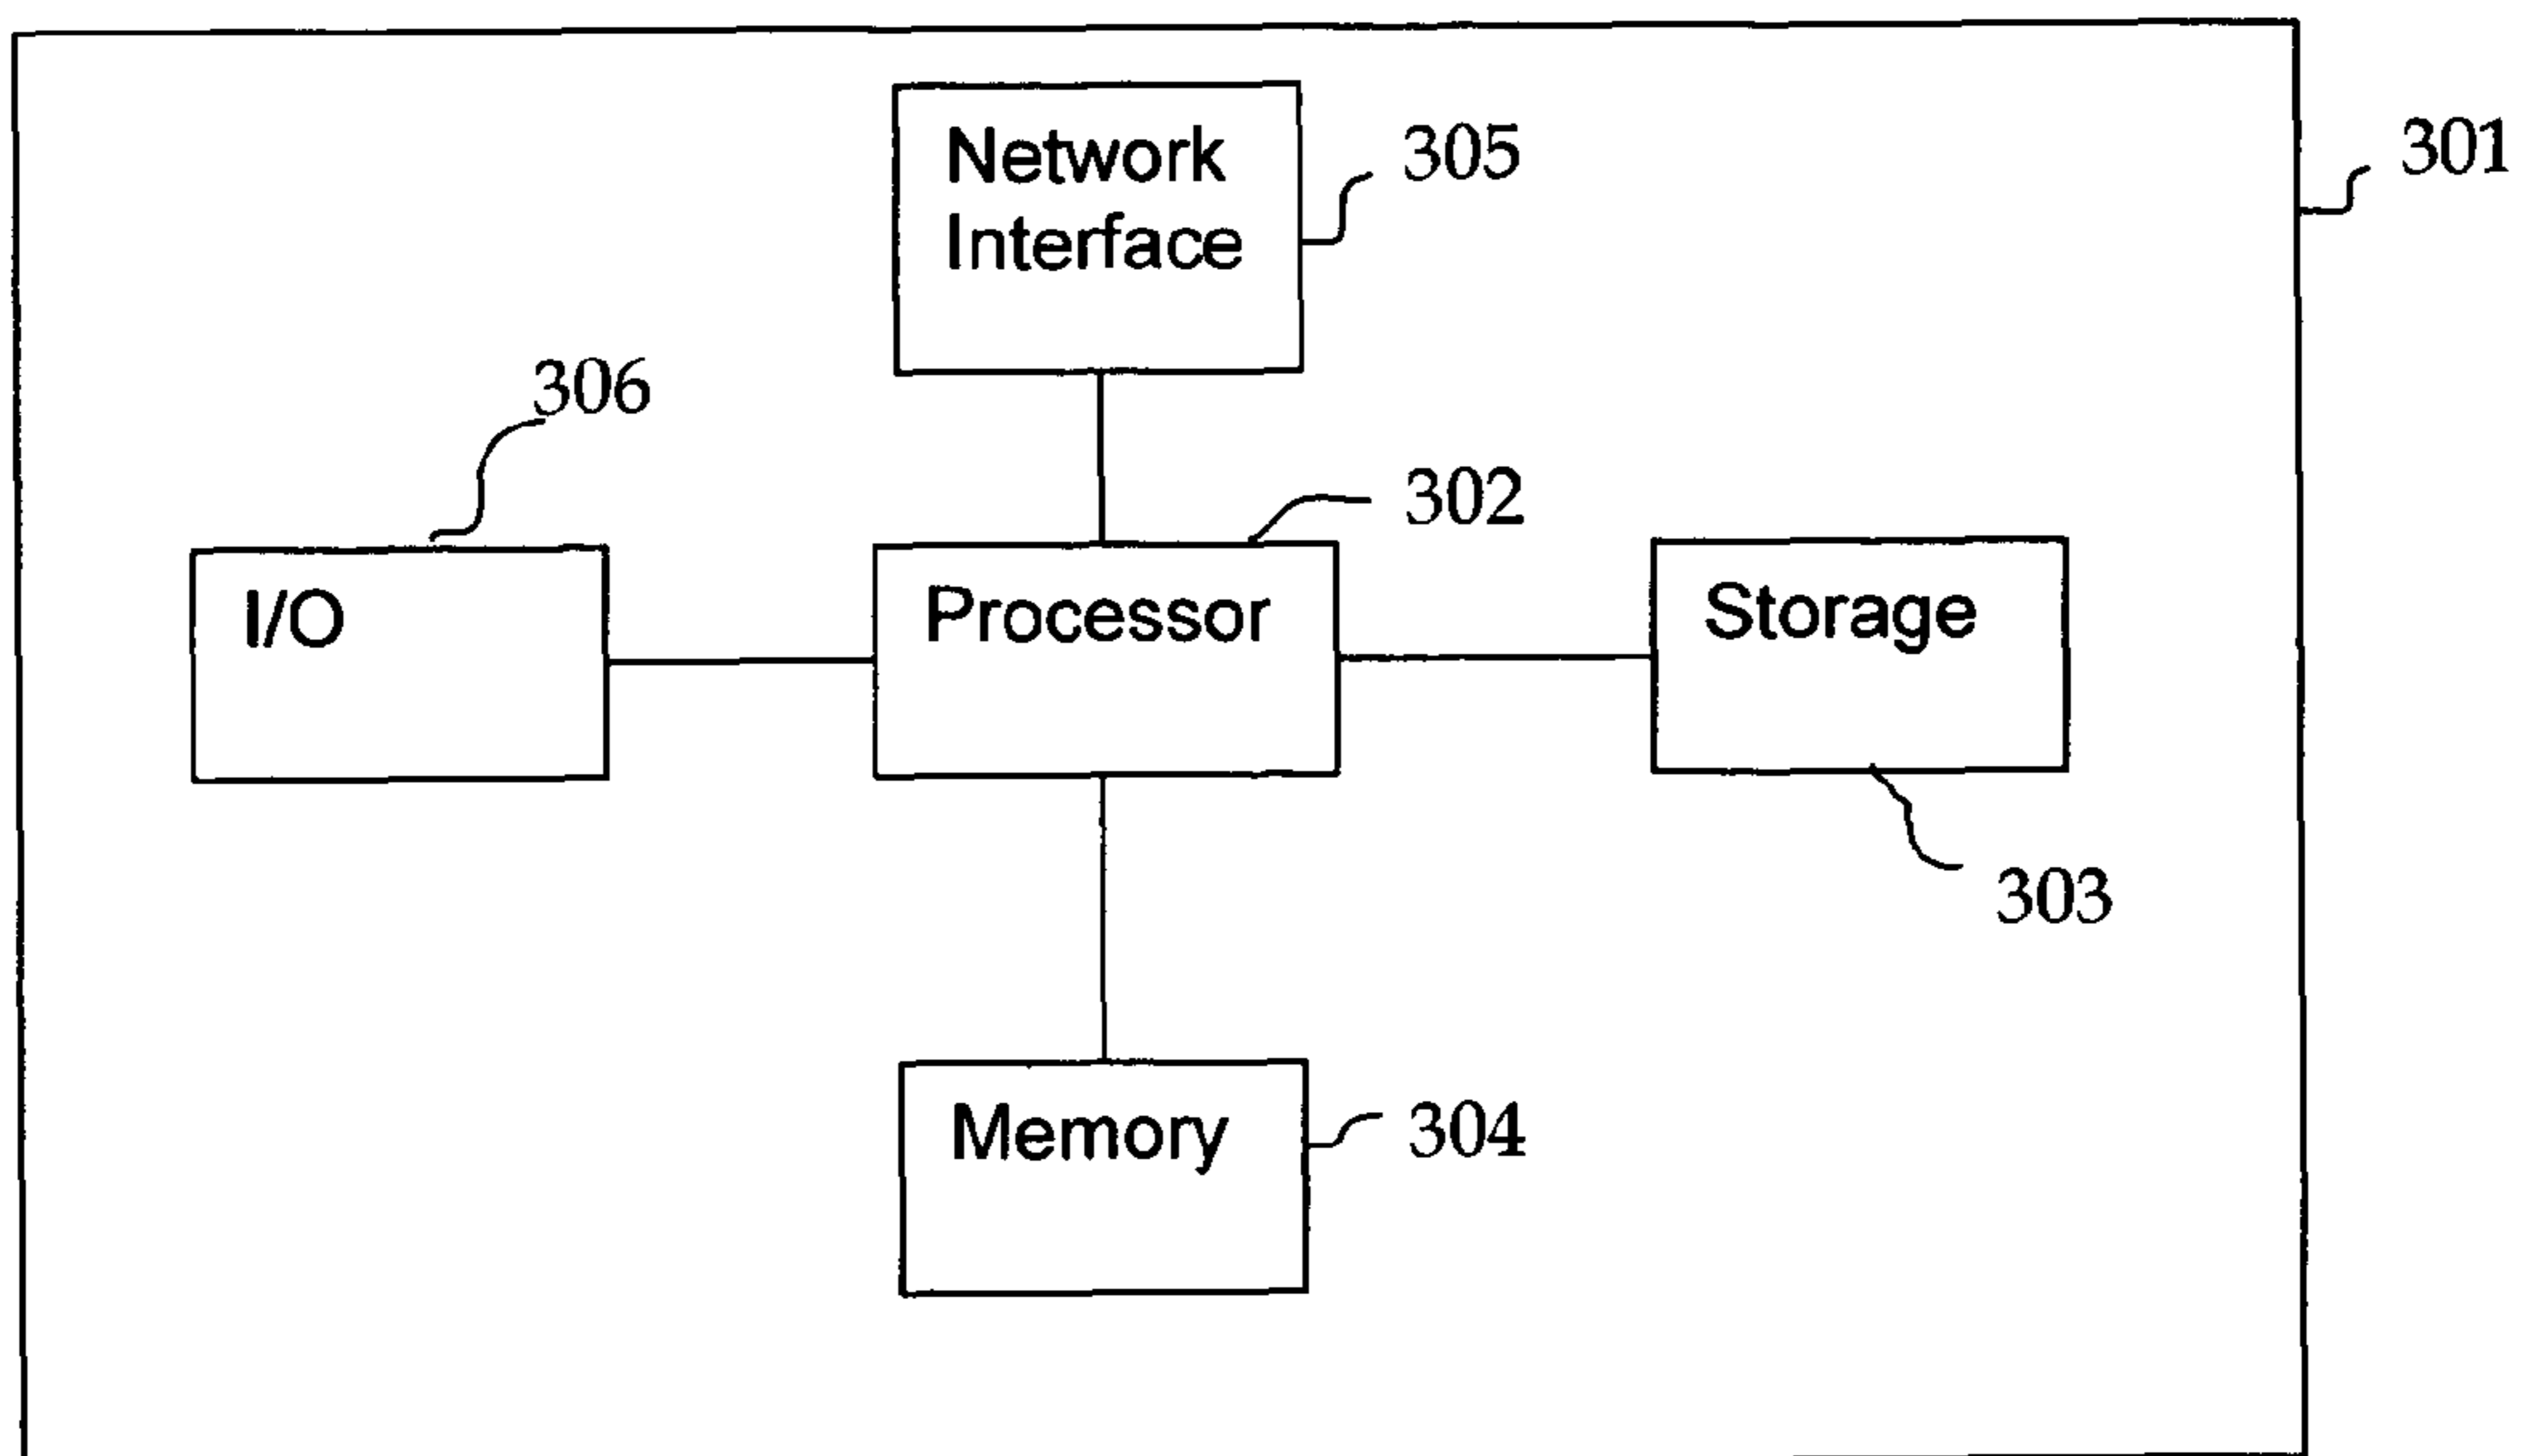 Network
Interface
305
301
306
302
I/O
Processor
Storage
303
Memory
304